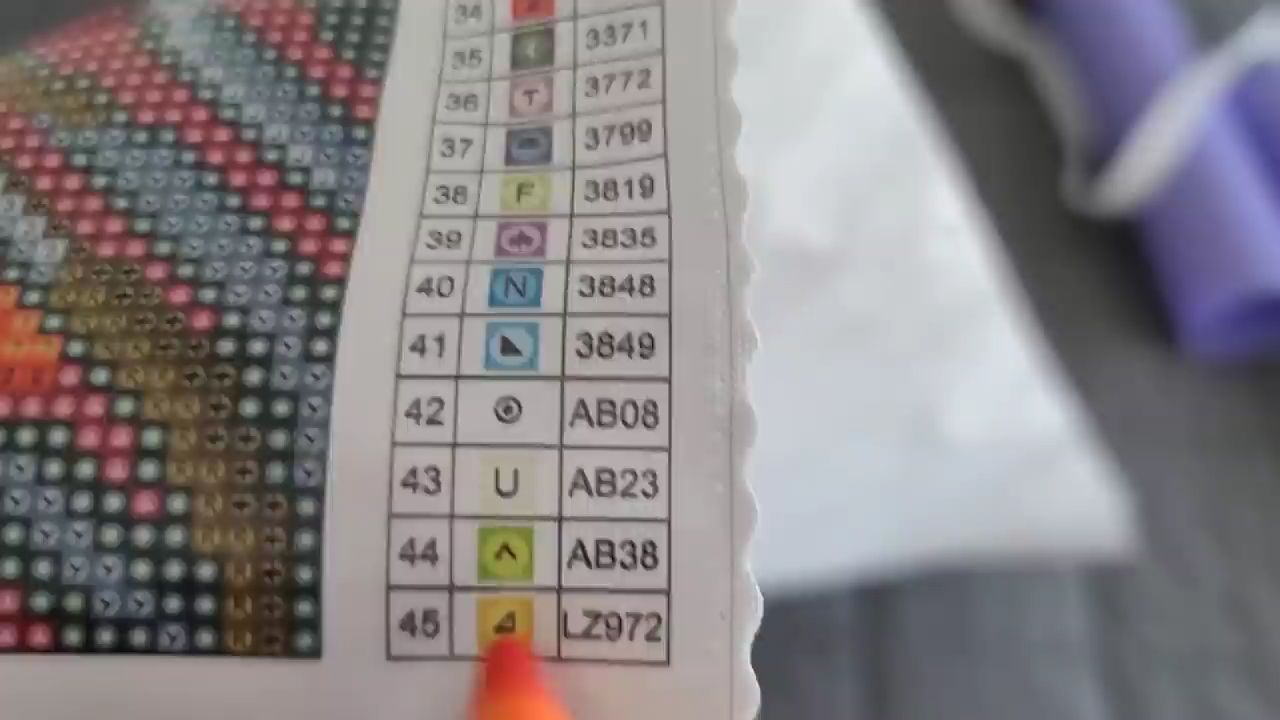 34
35 3371
36 T 3772
37 3799
38 F 3819
39 3835
40 N 3848
41 3849
42 AB08
43 U AB23
44 AB38
45 LZ972